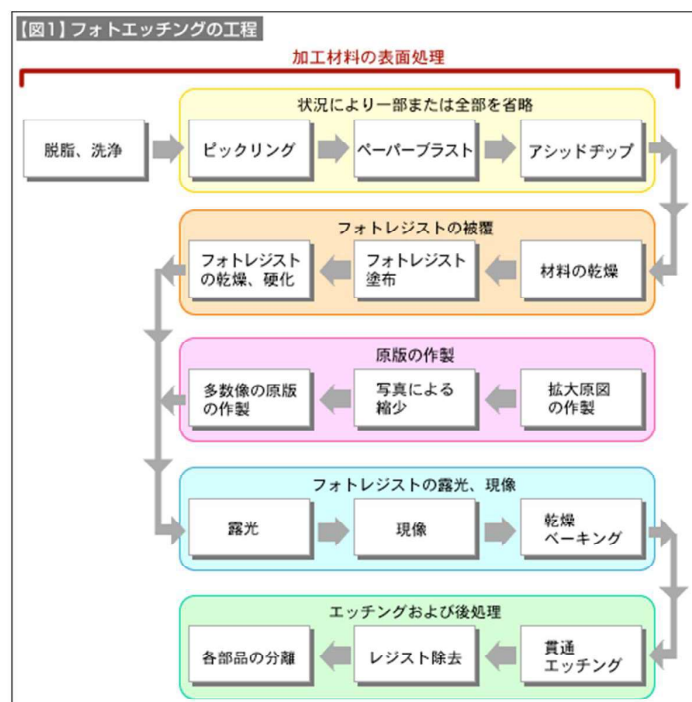 【図1】フォトエッチングの工程
加工材料の表面処理
状況により一部または全部を省略
脱脂、洗浄
ピックリング
ペーパーブラスト
アシッドヂップ
フォトレジストの被覆
フォトレジスト
の乾燥、硬化
フォトレジスト
塗布
材料の乾燥
原版の作製
多数像の原版
の作製
写真による
縮少
拡大原図
の作製
フォトレジストの露光、現像
露光
現像
乾燥
ベーキング
エッチングおよび後処理
各部品の分離
レジスト除去
貫通
エッチング